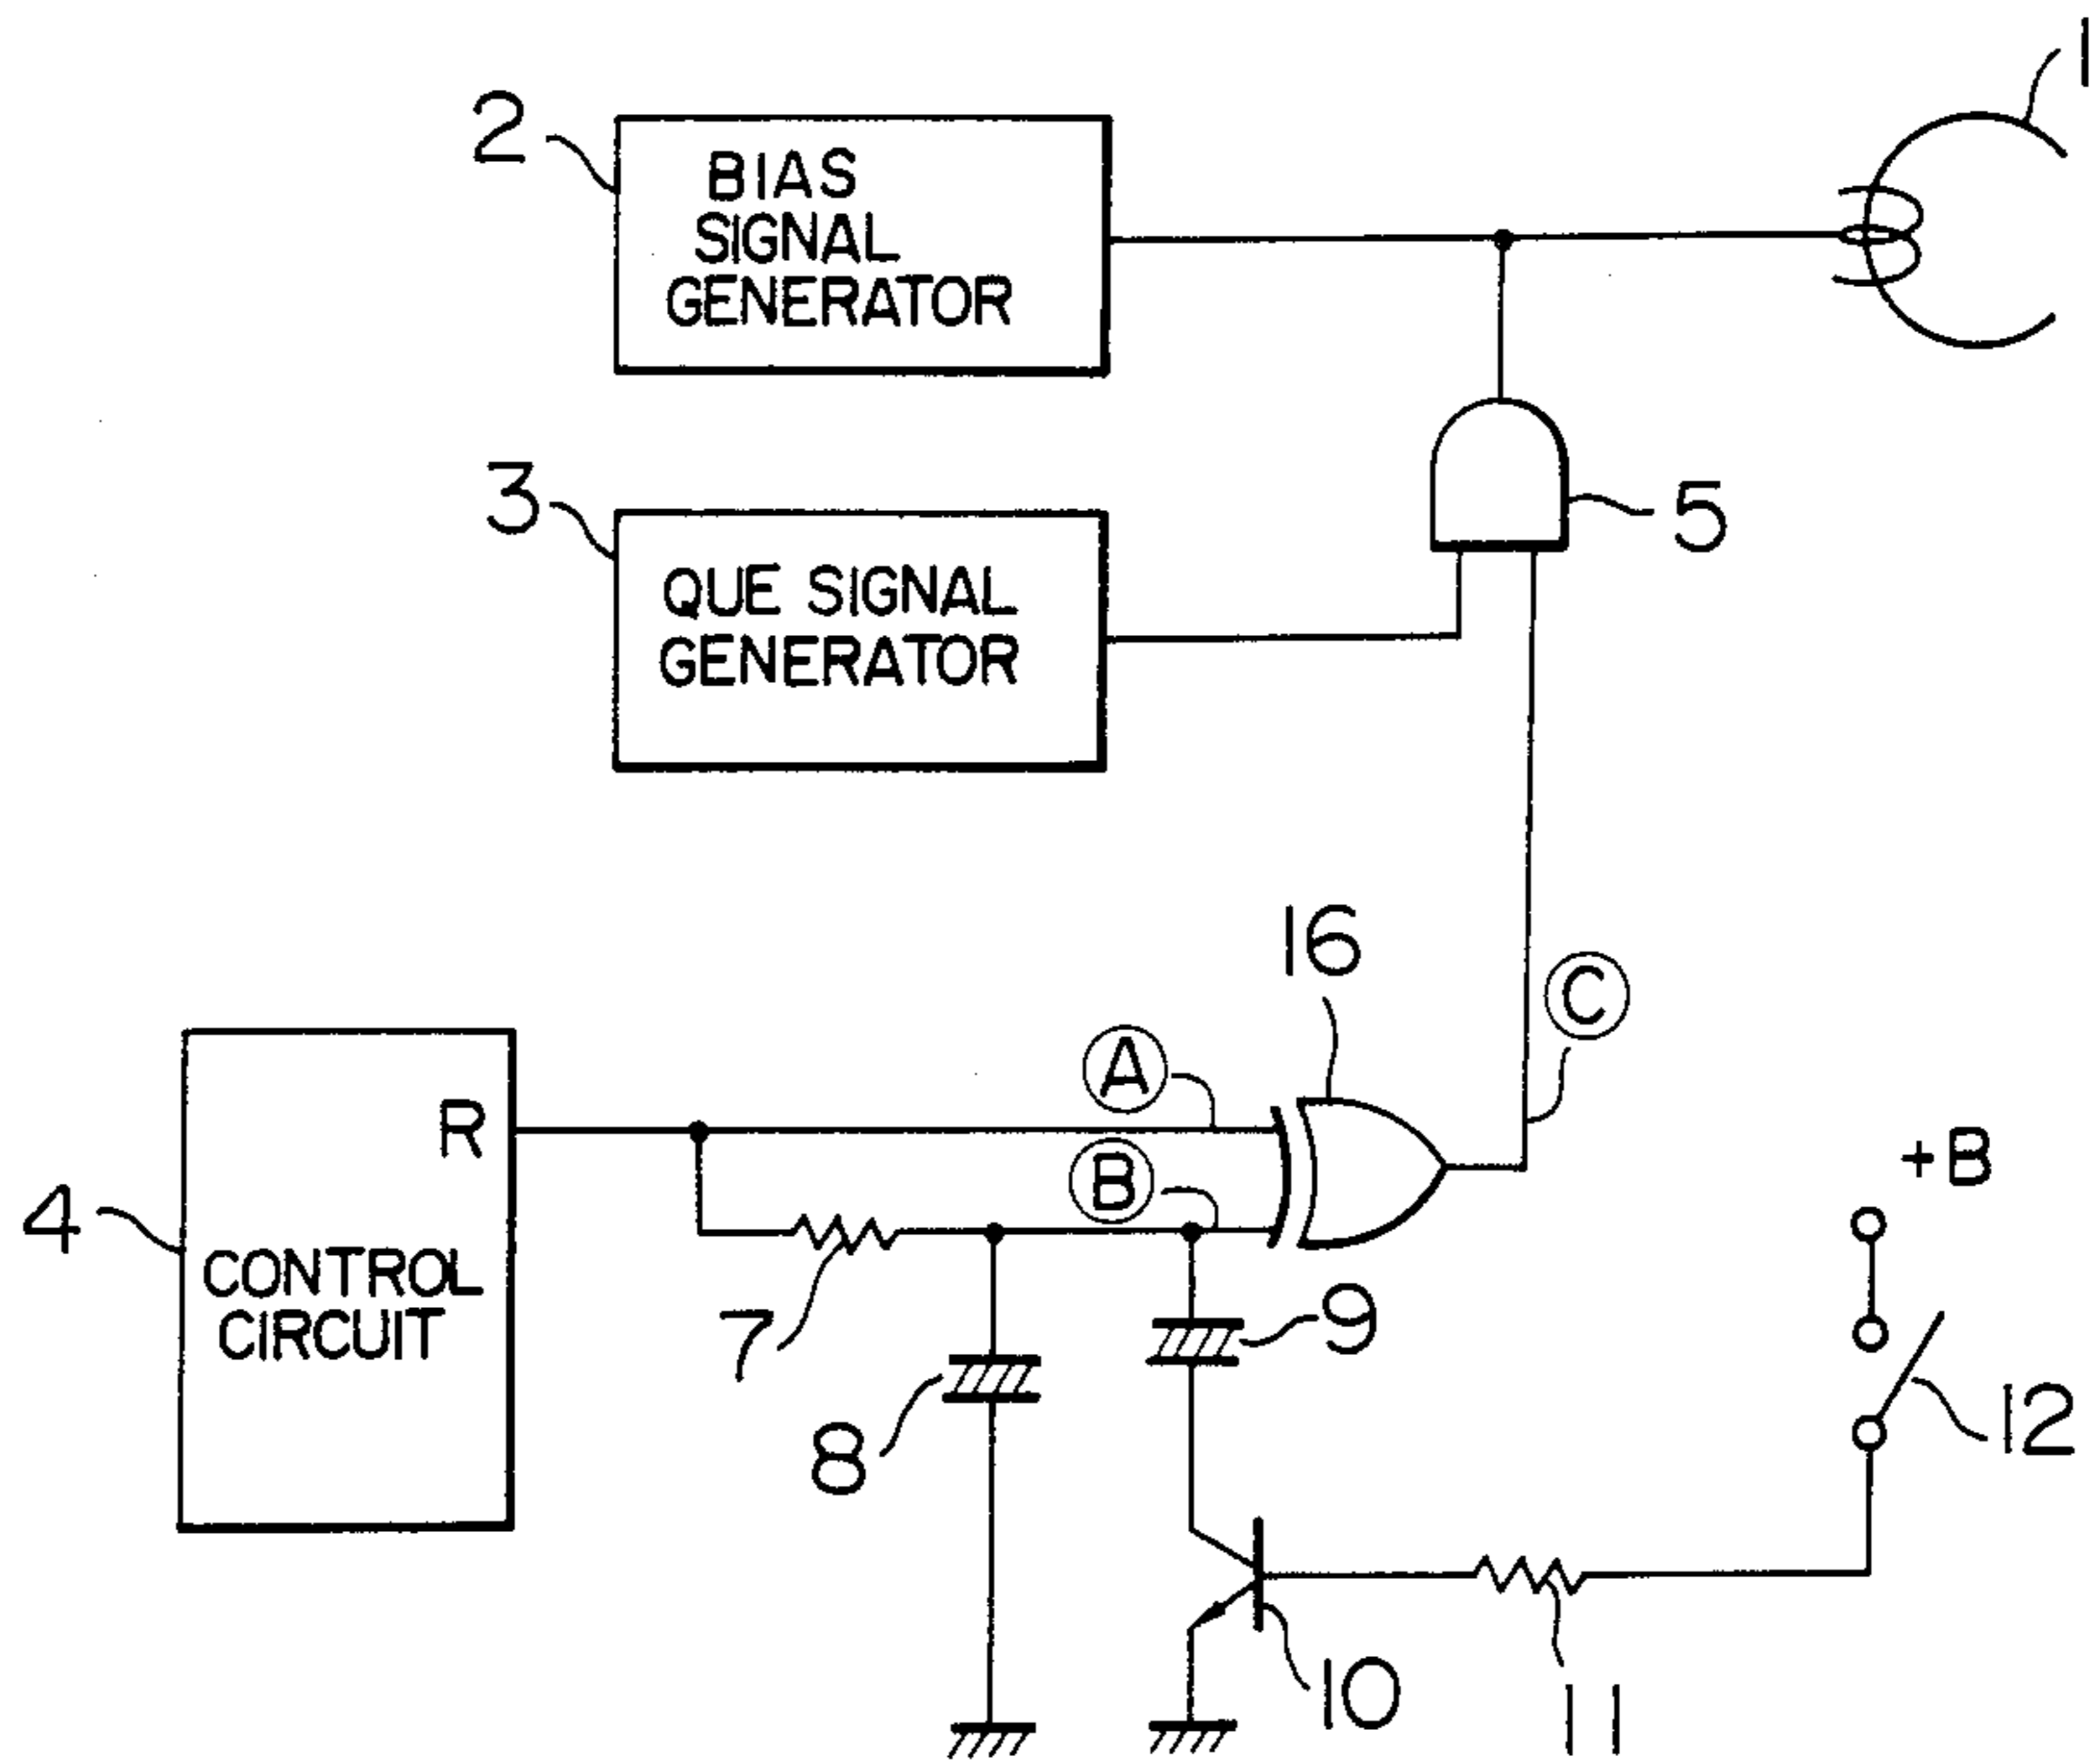 1
2
BIAS
SIGNAL
GENERATOR
3
QUE SIGNAL
GENERATOR
5
16
C
A
R
B
+B
4
CONTROL
CIRCUIT
7
8
9
12
10
11